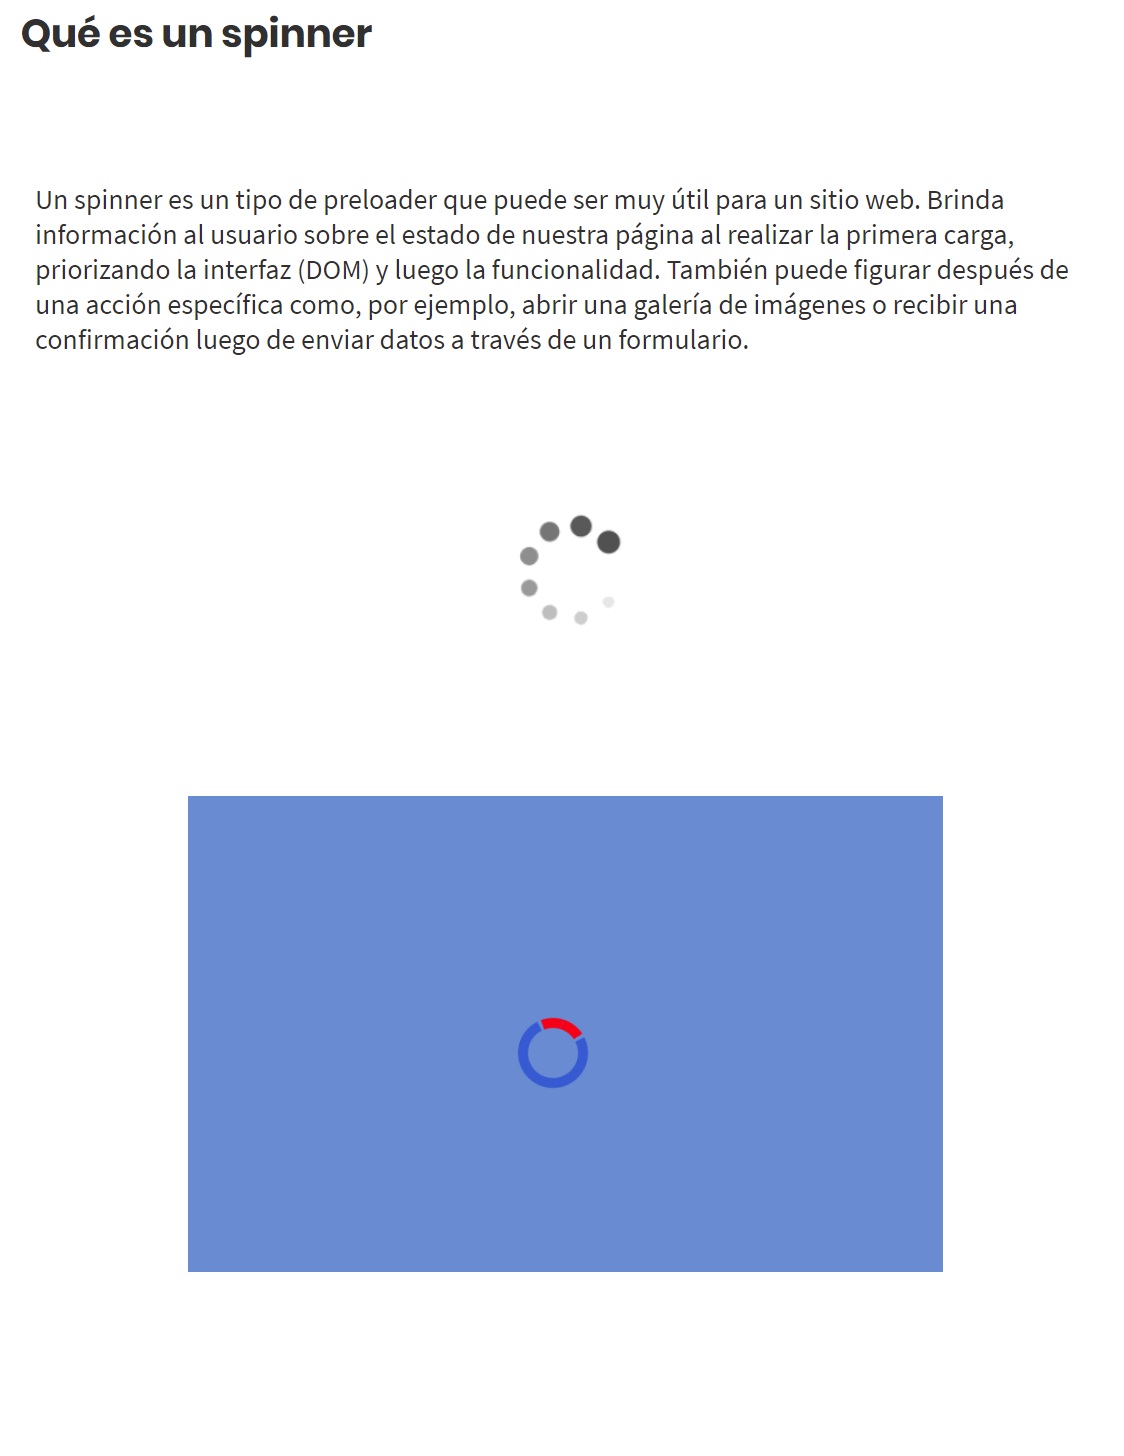 Qué es un spinner
Un spinner es un tipo de preloader que puede ser muy útil para un sitio web. Brinda
información al usuario sobre el estado de nuestra página al realizar la primera carga,
priorizando la interfaz (DOM) y luego la funcionalidad. También puede figurar después de
una acción específica como, por ejemplo, abrir una galería de imágenes o recibir una
confirmación luego de enviar datos a través de un formulario.